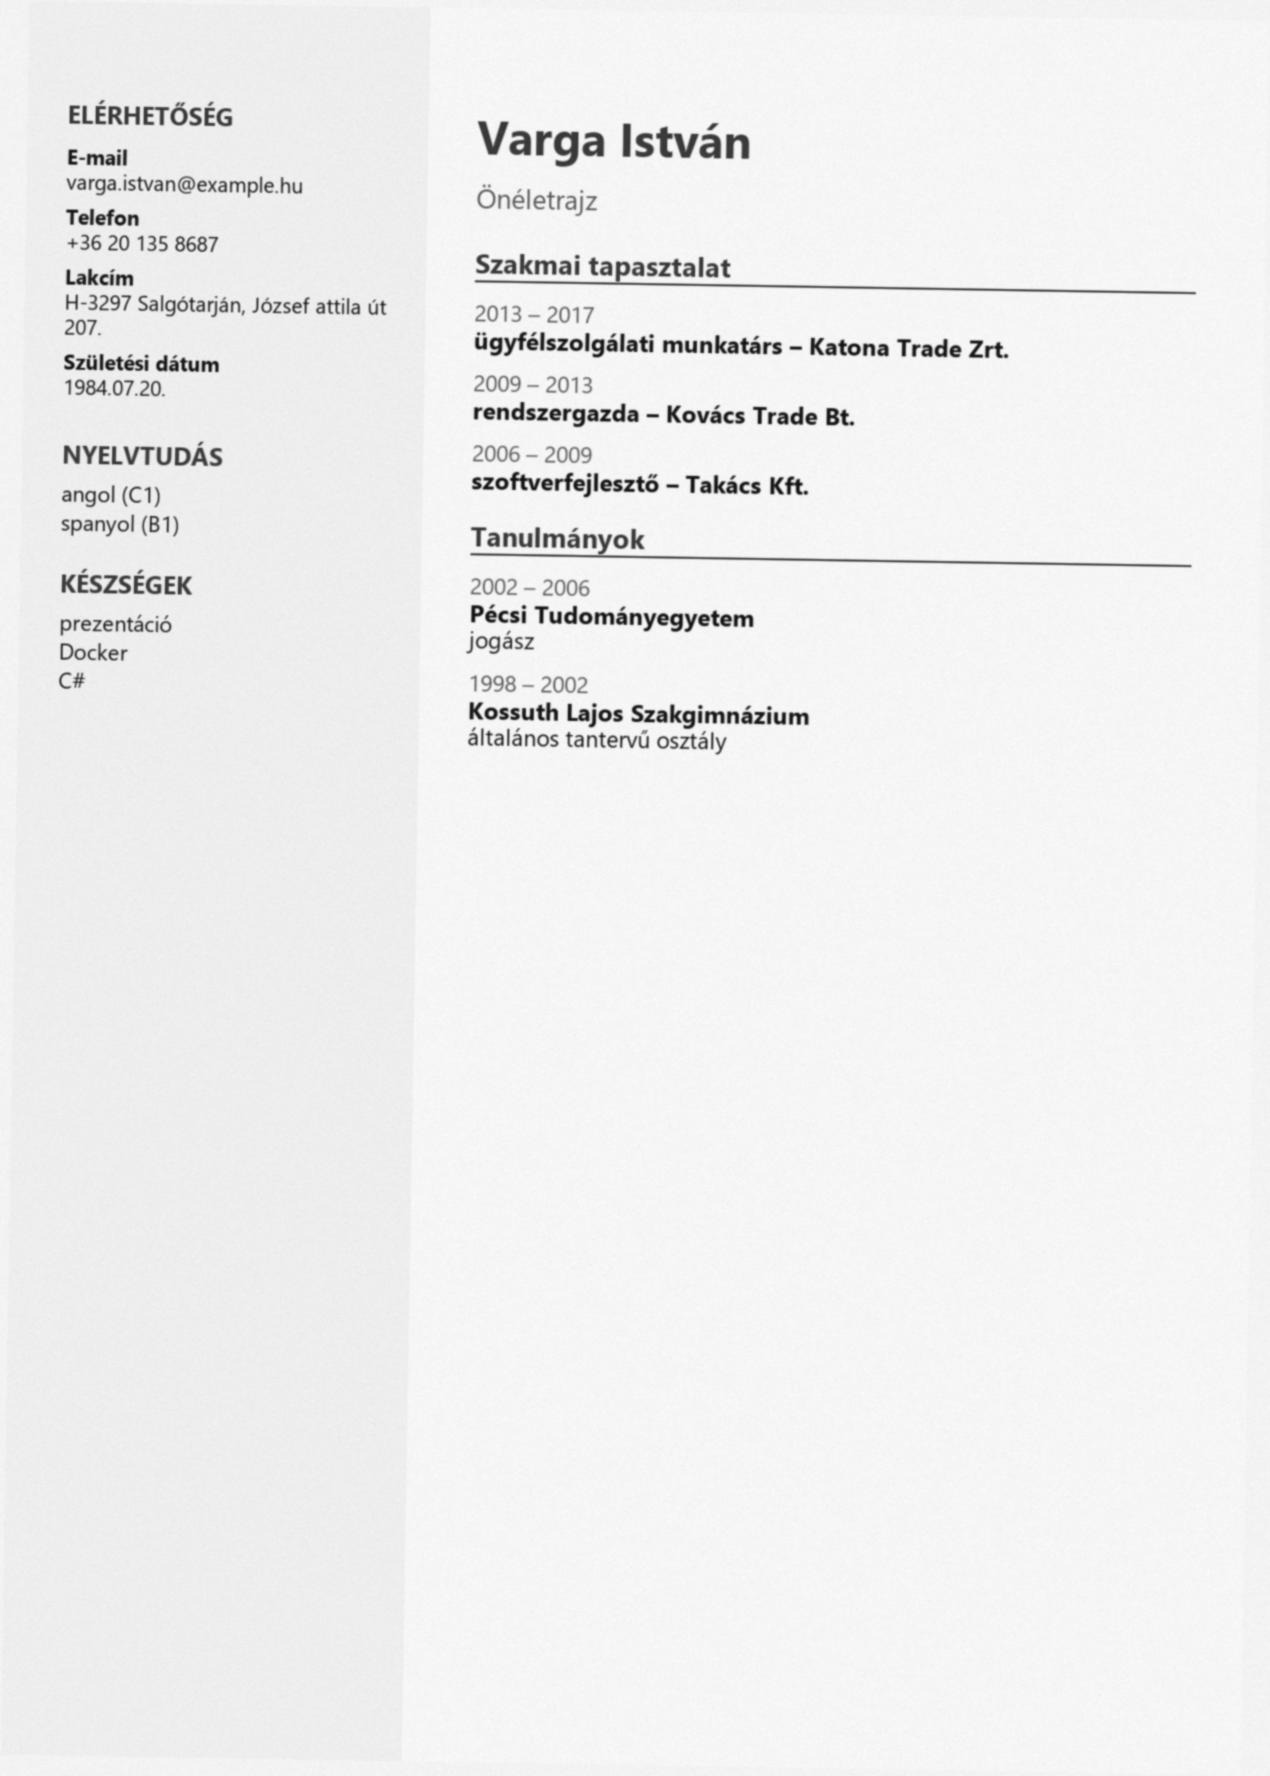 ELÉRHETŐSÉG
E-mail
varga.istvan@example.hu
Telefon
+36 20 135 8687
Lakcím
H-3297 Salgótarján, József attila út
207.
Születési dátum
1984.07.20.
NYELVTUDÁS
angol (C1)
spanyol (B1)
KÉSZSÉGEK
prezentáció
Docker
C#
Varga István
Önéletrajz
Szakmai tapasztalat
2013 – 2017
ügyfélszolgálati munkatárs – Katona Trade Zrt.
2009 – 2013
rendszergazda – Kovács Trade Bt.
2006 – 2009
szoftverfejlesztő – Takács Kft.
Tanulmányok
2002 – 2006
Pécsi Tudományegyetem
jogász
1998 – 2002
Kossuth Lajos Szakgimnázium
általános tantervű osztály